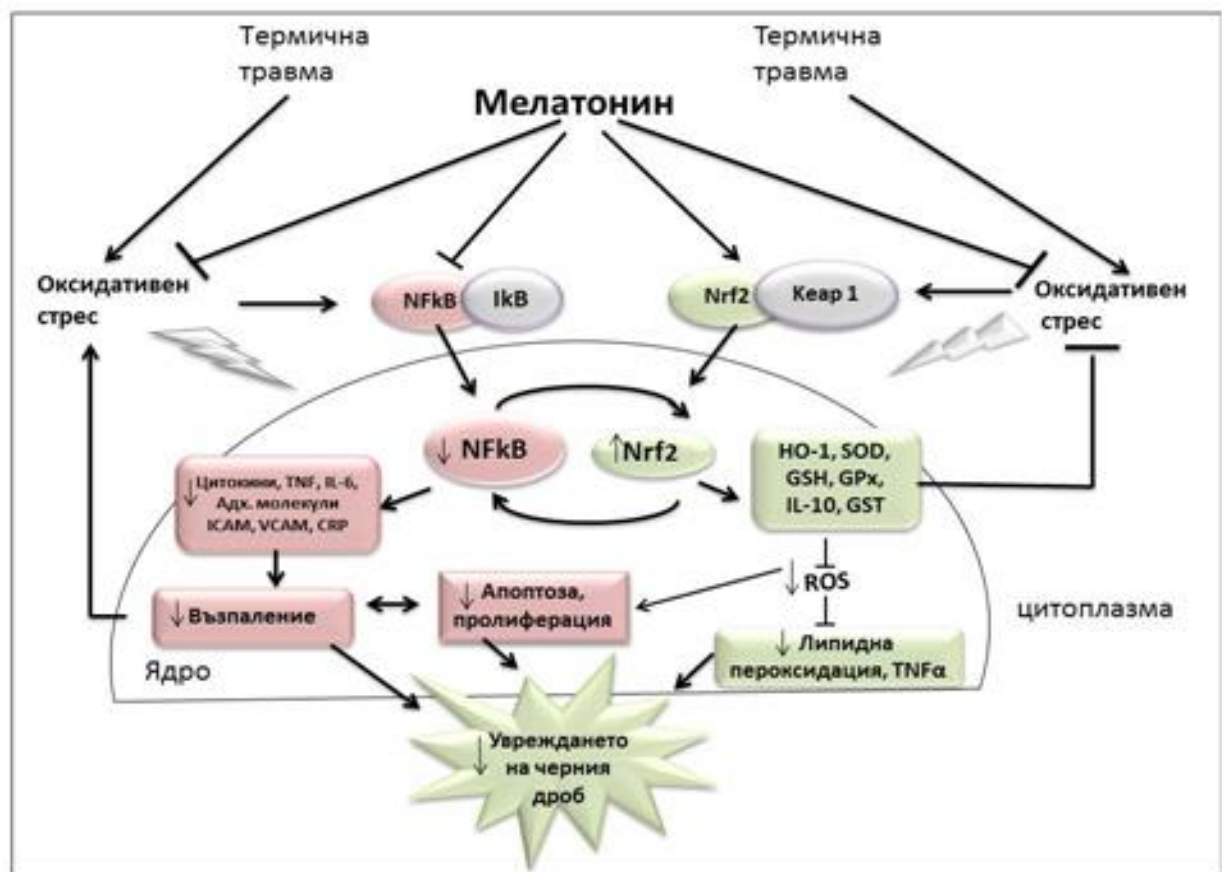 Термична
травма
Термична
травма
Мелатонин
Оксидативен
стрес
NFkB
IkB
Nrf2
Keap 1
Оксидативен
стрес
↓ NFkB
↑Nrf2
↓ Цитокини, TNF, IL-6,
Адх. молекули
ICAM, VCAM, CRP
HO-1, SOD,
GSH, GPx,
IL-10, GST
↓ ROS
↓ Възпаление
↓ Апоптоза,
пролиферация
цитоплазма
↓ Липидна
пероксидация, TNFα
Ядро
↓ Увреждането
на черния
дроб